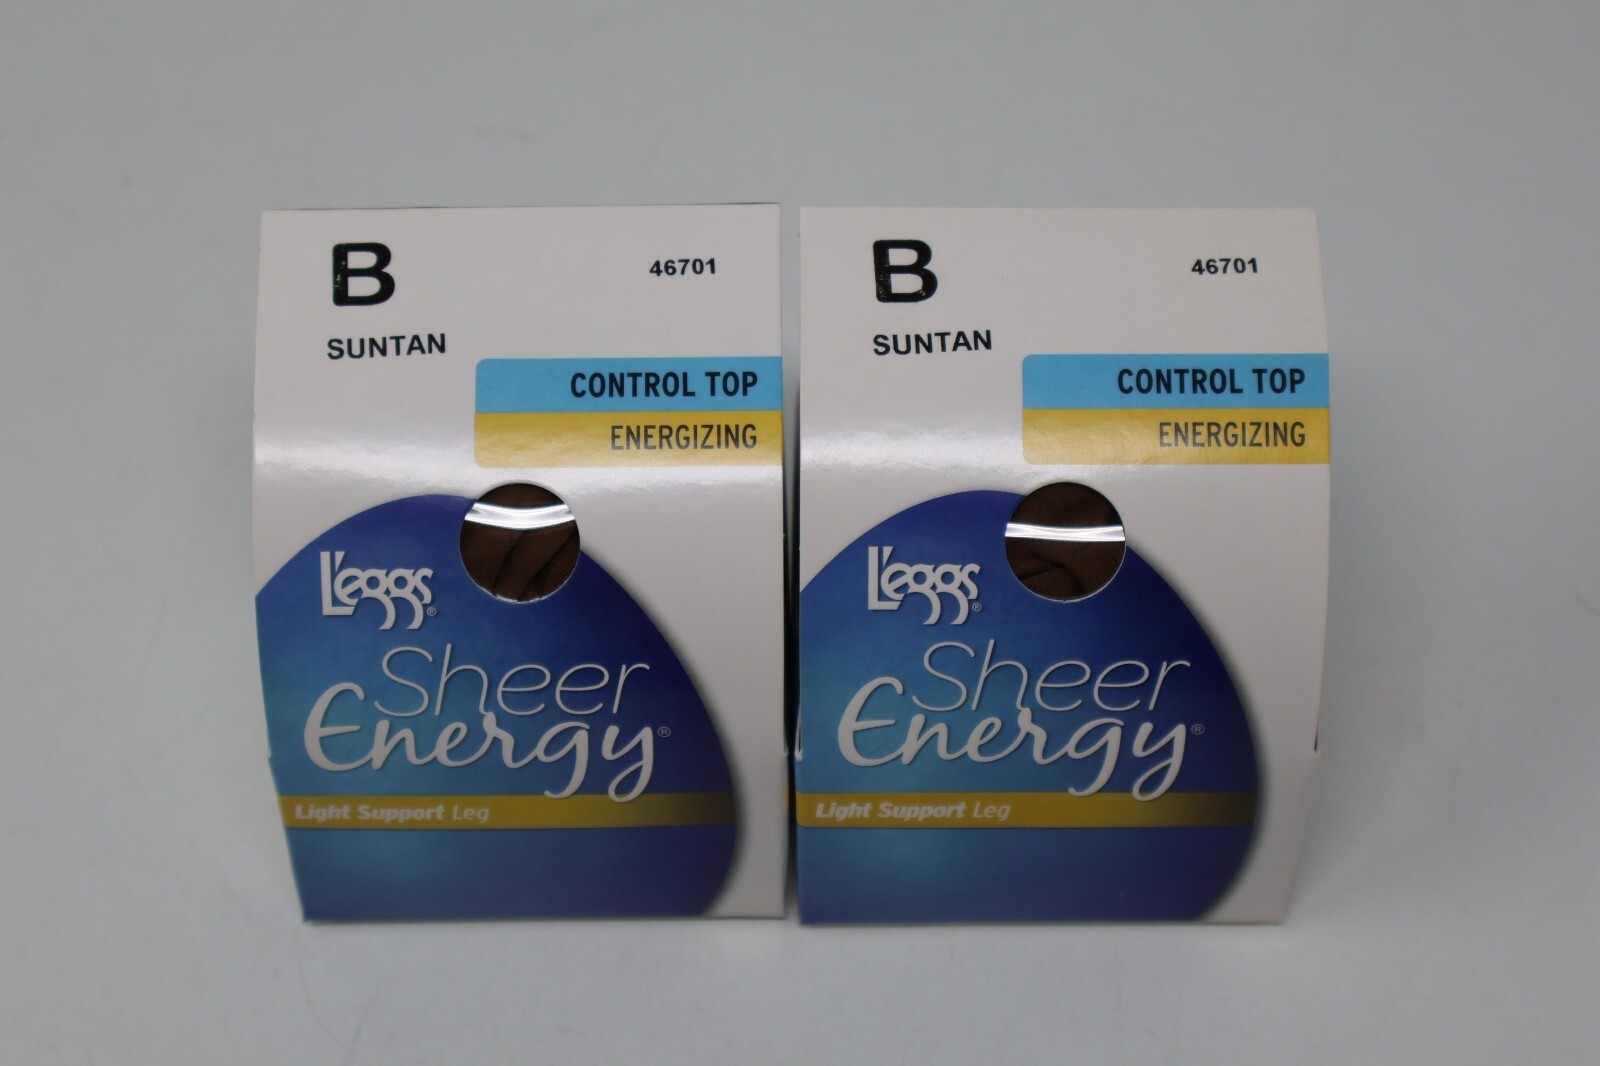 B
46701
SUNTAN
CONTROL TOP
ENERGIZING
L'eggs®
Sheer
Energy®
Light Support Leg
B
46701
SUNTAN
CONTROL TOP
ENERGIZING
L'eggs®
Sheer
Energy®
Light Support Leg